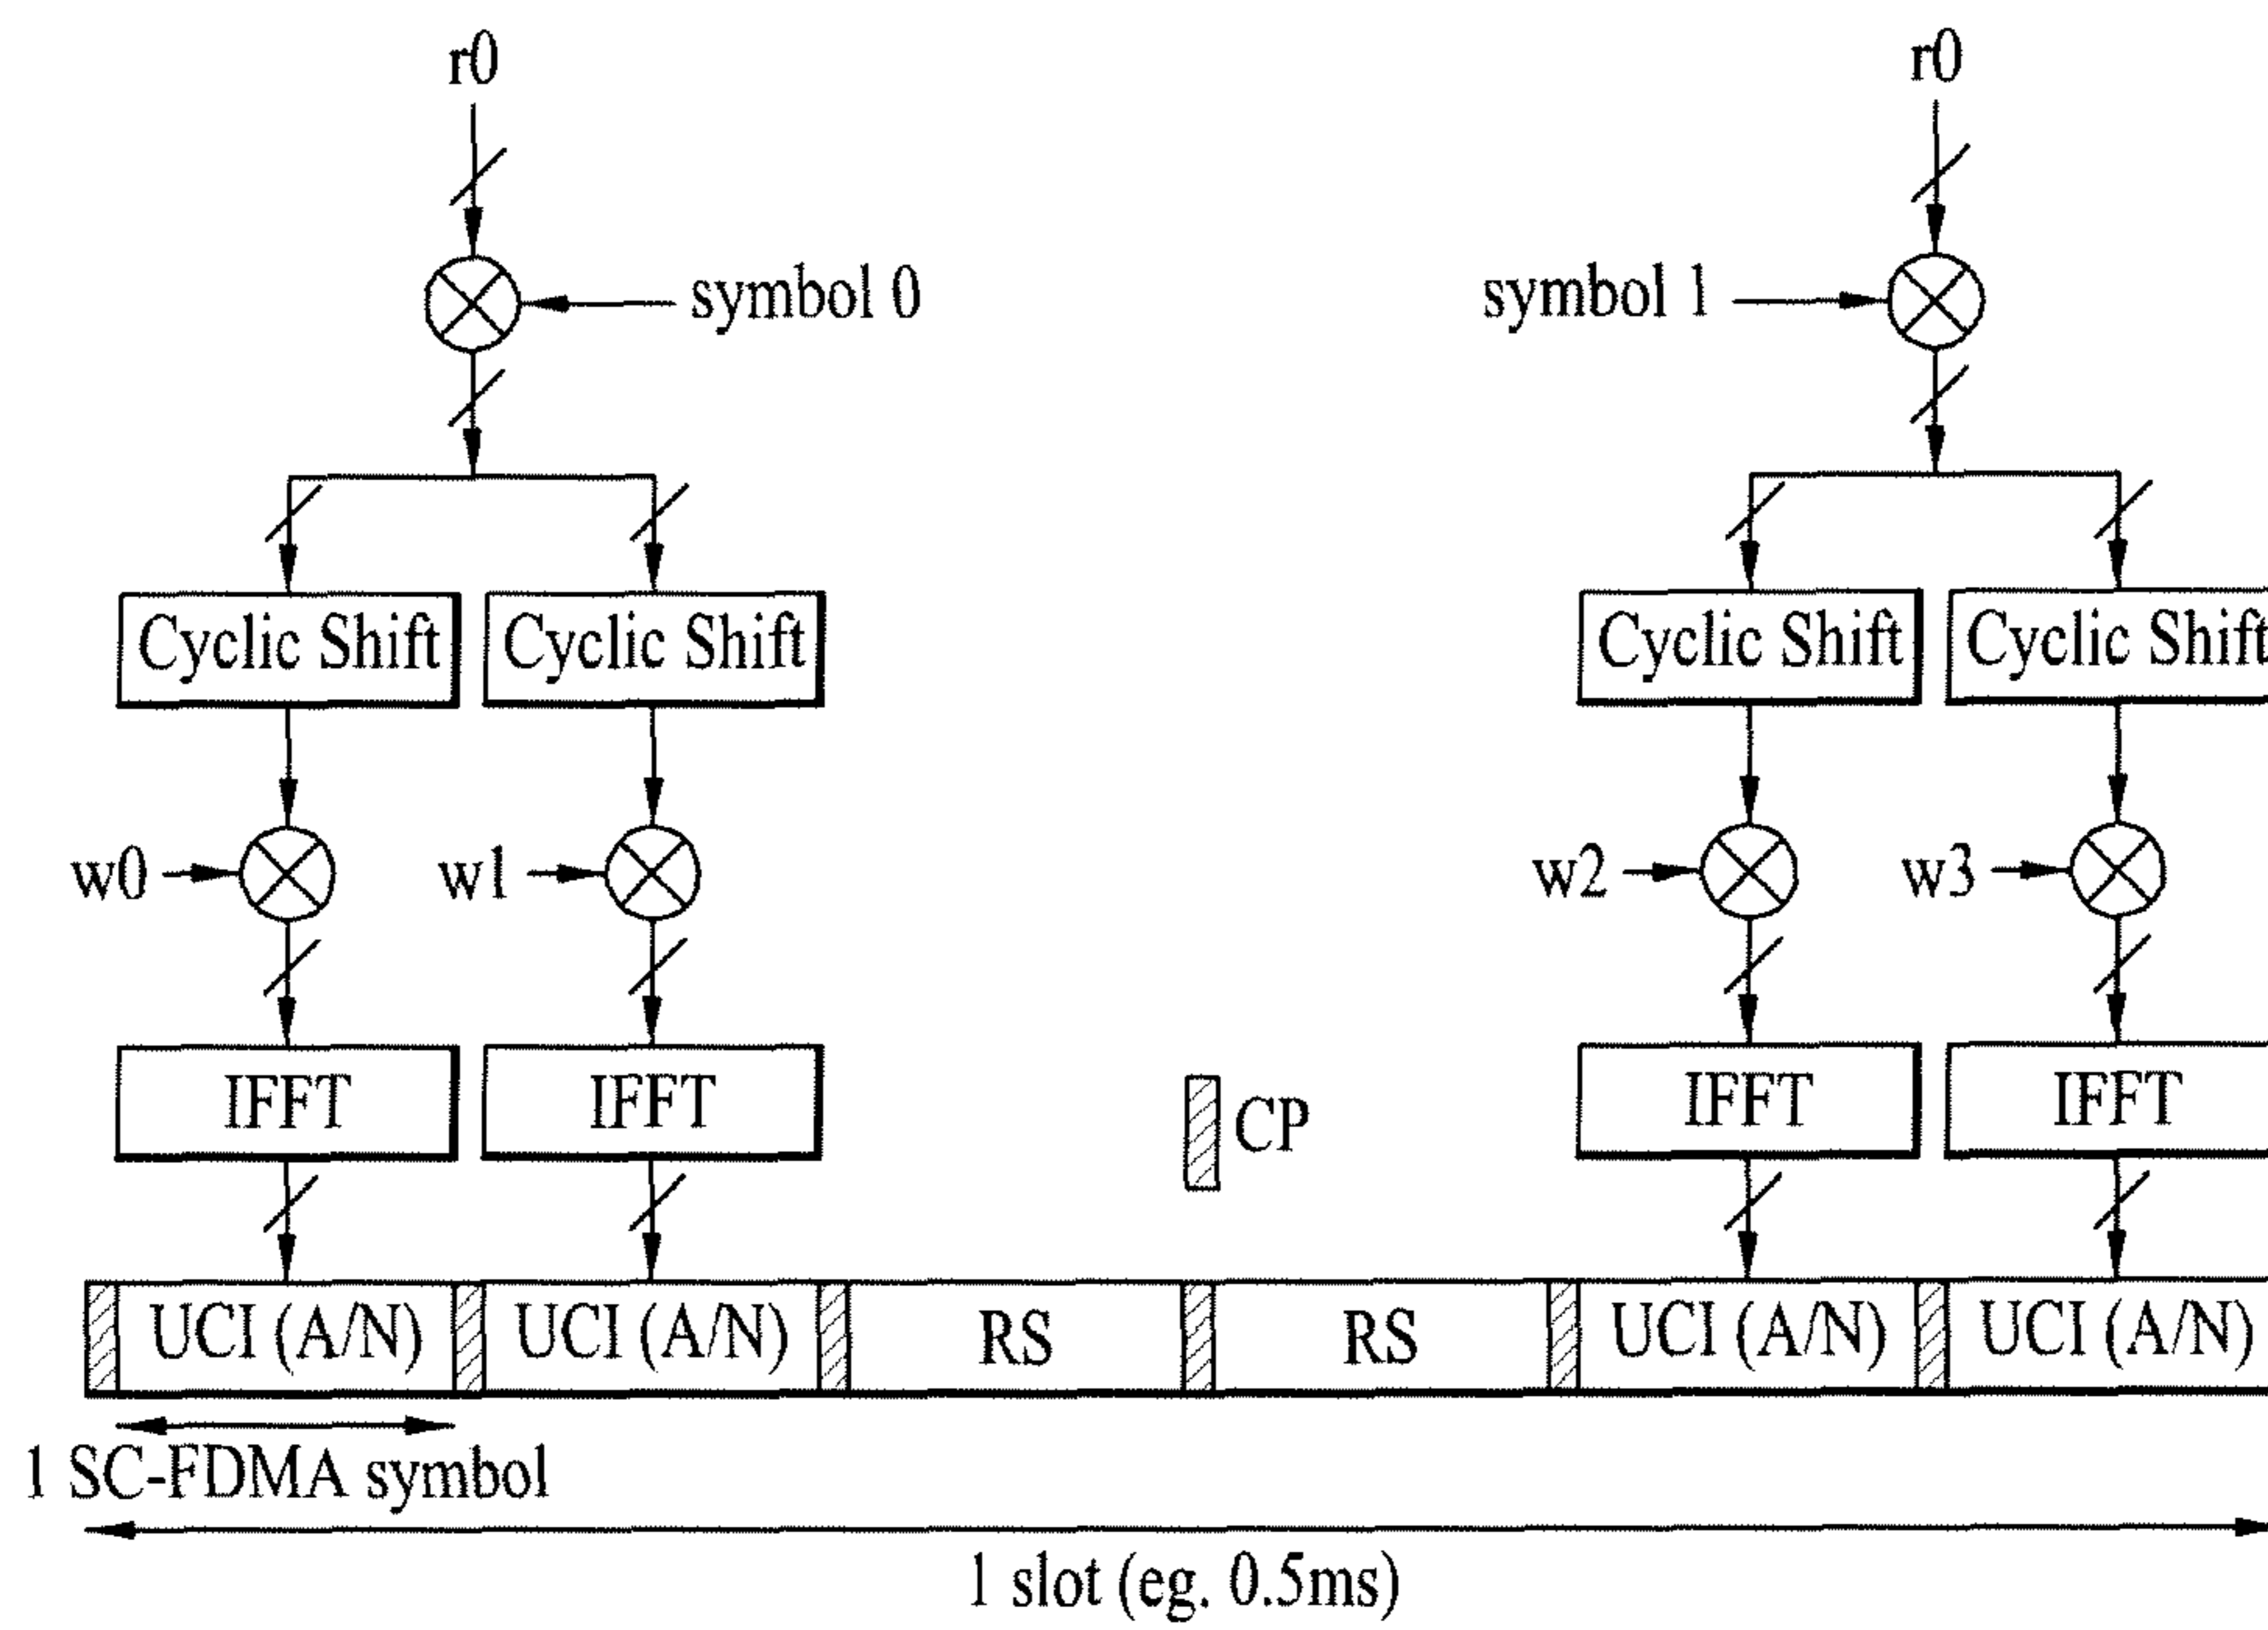 r0 r0
symbol 0 symbol 1
Cyclic Shift Cyclic Shift Cyclic Shift Cyclic Shift
w0 w1 w2 w3
IFFT IFFT CP IFFT IFFT
UCI (A/N) UCI (A/N) RS RS UCI (A/N) UCI (A/N)
1 SC-FDMA symbol
1 slot (eg. 0.5ms)